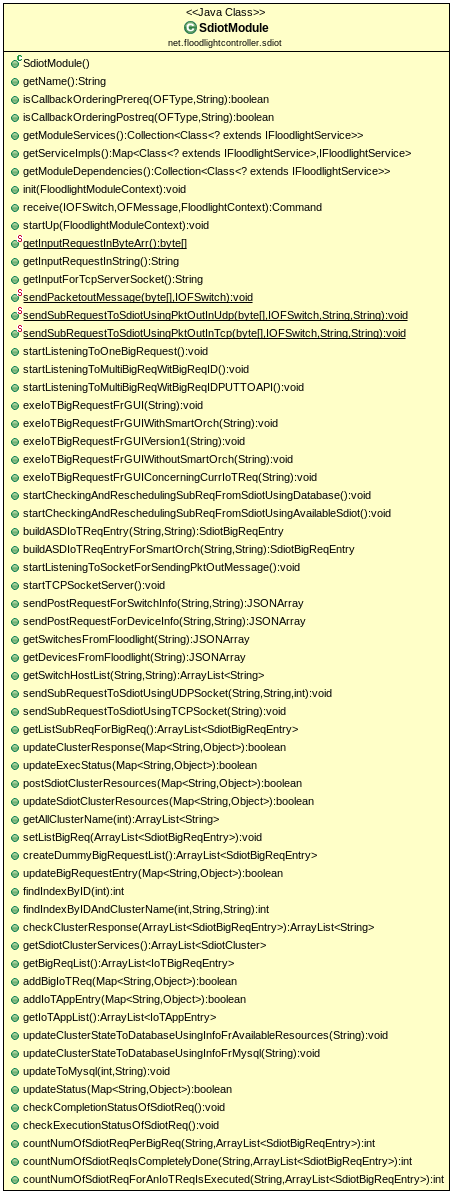 <<Java Class>>
SdiotModule
net.floodlightcontroller.sdiot
SdiotModule()
getName():String
isCallbackOrderingPrereq(OFType,String):boolean
isCallbackOrderingPostreq(OFType,String):boolean
getModuleServices():Collection<Class<? extends IFloodlightService>>
getServiceImpls():Map<Class<? extends IFloodlightService>,IFloodlightService>
getModuleDependencies():Collection<Class<? extends IFloodlightService>>
init(FloodlightModuleContext):void
receive(IOFSwitch,OFMessage,FloodlightContext):Command
startUp(FloodlightModuleContext):void
getInputRequestInByteArr():byte[]
getInputRequestInString():String
getInputForTcpServerSocket():String
sendPacketoutMessage(byte[],IOFSwitch):void
sendSubRequestToSdiotUsingPktOutInUdp(byte[],IOFSwitch,String,String):void
sendSubRequestToSdiotUsingPktOutInTcp(byte[],IOFSwitch,String,String):void
startListeningToOneBigRequest():void
startListeningToMultiBigReqWitBigReqID():void
startListeningToMultiBigReqWitBigReqIDPUTTOAPI():void
exeIoTBigRequestFrGUI(String):void
exeIoTBigRequestFrGUIWithSmartOrch(String):void
exeIoTBigRequestFrGUIVersion1(String):void
exeIoTBigRequestFrGUIWithoutSmartOrch(String):void
exeIoTBigRequestFrGUIConcerningCurrIoTReq(String):void
startCheckingAndReschedulingSubReqFromSdiotUsingDatabase():void
startCheckingAndReschedulingSubReqFromSdiotUsingAvailableSdiot():void
buildASDIoTReqEntry(String,String):SdiotBigReqEntry
buildASDIoTReqEntryForSmartOrch(String,String):SdiotBigReqEntry
startListeningToSocketForSendingPktOutMessage():void
startTCPSocketServer():void
sendPostRequestForSwitchInfo(String,String):JSONArray
sendPostRequestForDeviceInfo(String,String):JSONArray
getSwitchesFromFloodlight(String):JSONArray
getDevicesFromFloodlight(String):JSONArray
getSwitchHostList(String,String):ArrayList<String>
sendSubRequestToSdiotUsingUDPSocket(String,String,int):void
sendSubRequestToSdiotUsingTCPSocket(String):void
getListSubReqForBigReq():ArrayList<SdiotBigReqEntry>
updateClusterResponse(Map<String,Object>):boolean
updateExecStatus(Map<String,Object>):boolean
postSdiotClusterResources(Map<String,Object>):boolean
updateSdiotClusterResources(Map<String,Object>):boolean
getAllClusterName(int):ArrayList<String>
setListBigReq(ArrayList<SdiotBigReqEntry>):void
createDummyBigRequestList():ArrayList<SdiotBigReqEntry>
updateBigRequestEntry(Map<String,Object>):boolean
findIndexByID(int):int
findIndexByIDAndClusterName(int,String,String):int
checkClusterResponse(ArrayList<SdiotBigReqEntry>):ArrayList<String>
getSdiotClusterServices():ArrayList<SdiotCluster>
getBigReqList():ArrayList<IoTBigReqEntry>
addBigIoTReq(Map<String,Object>):boolean
addIoTAppEntry(Map<String,Object>):boolean
getIoTAppList():ArrayList<IoTAppEntry>
updateClusterStateToDatabaseUsingInfoFrAvailableResources(String):void
updateClusterStateToDatabaseUsingInfoFrMysql(String):void
updateToMysql(int,String):void
updateStatus(Map<String,Object>):boolean
checkCompletionStatusOfSdiotReq():void
checkExecutionStatusOfSdiotReq():void
countNumOfSdiotReqPerBigReq(String,ArrayList<SdiotBigReqEntry>):int
countNumOfSdiotReqIsCompletelyDone(String,ArrayList<SdiotBigReqEntry>):int
countNumOfSdiotReqForAnIoTReqIsExecuted(String,ArrayList<SdiotBigReqEntry>):int